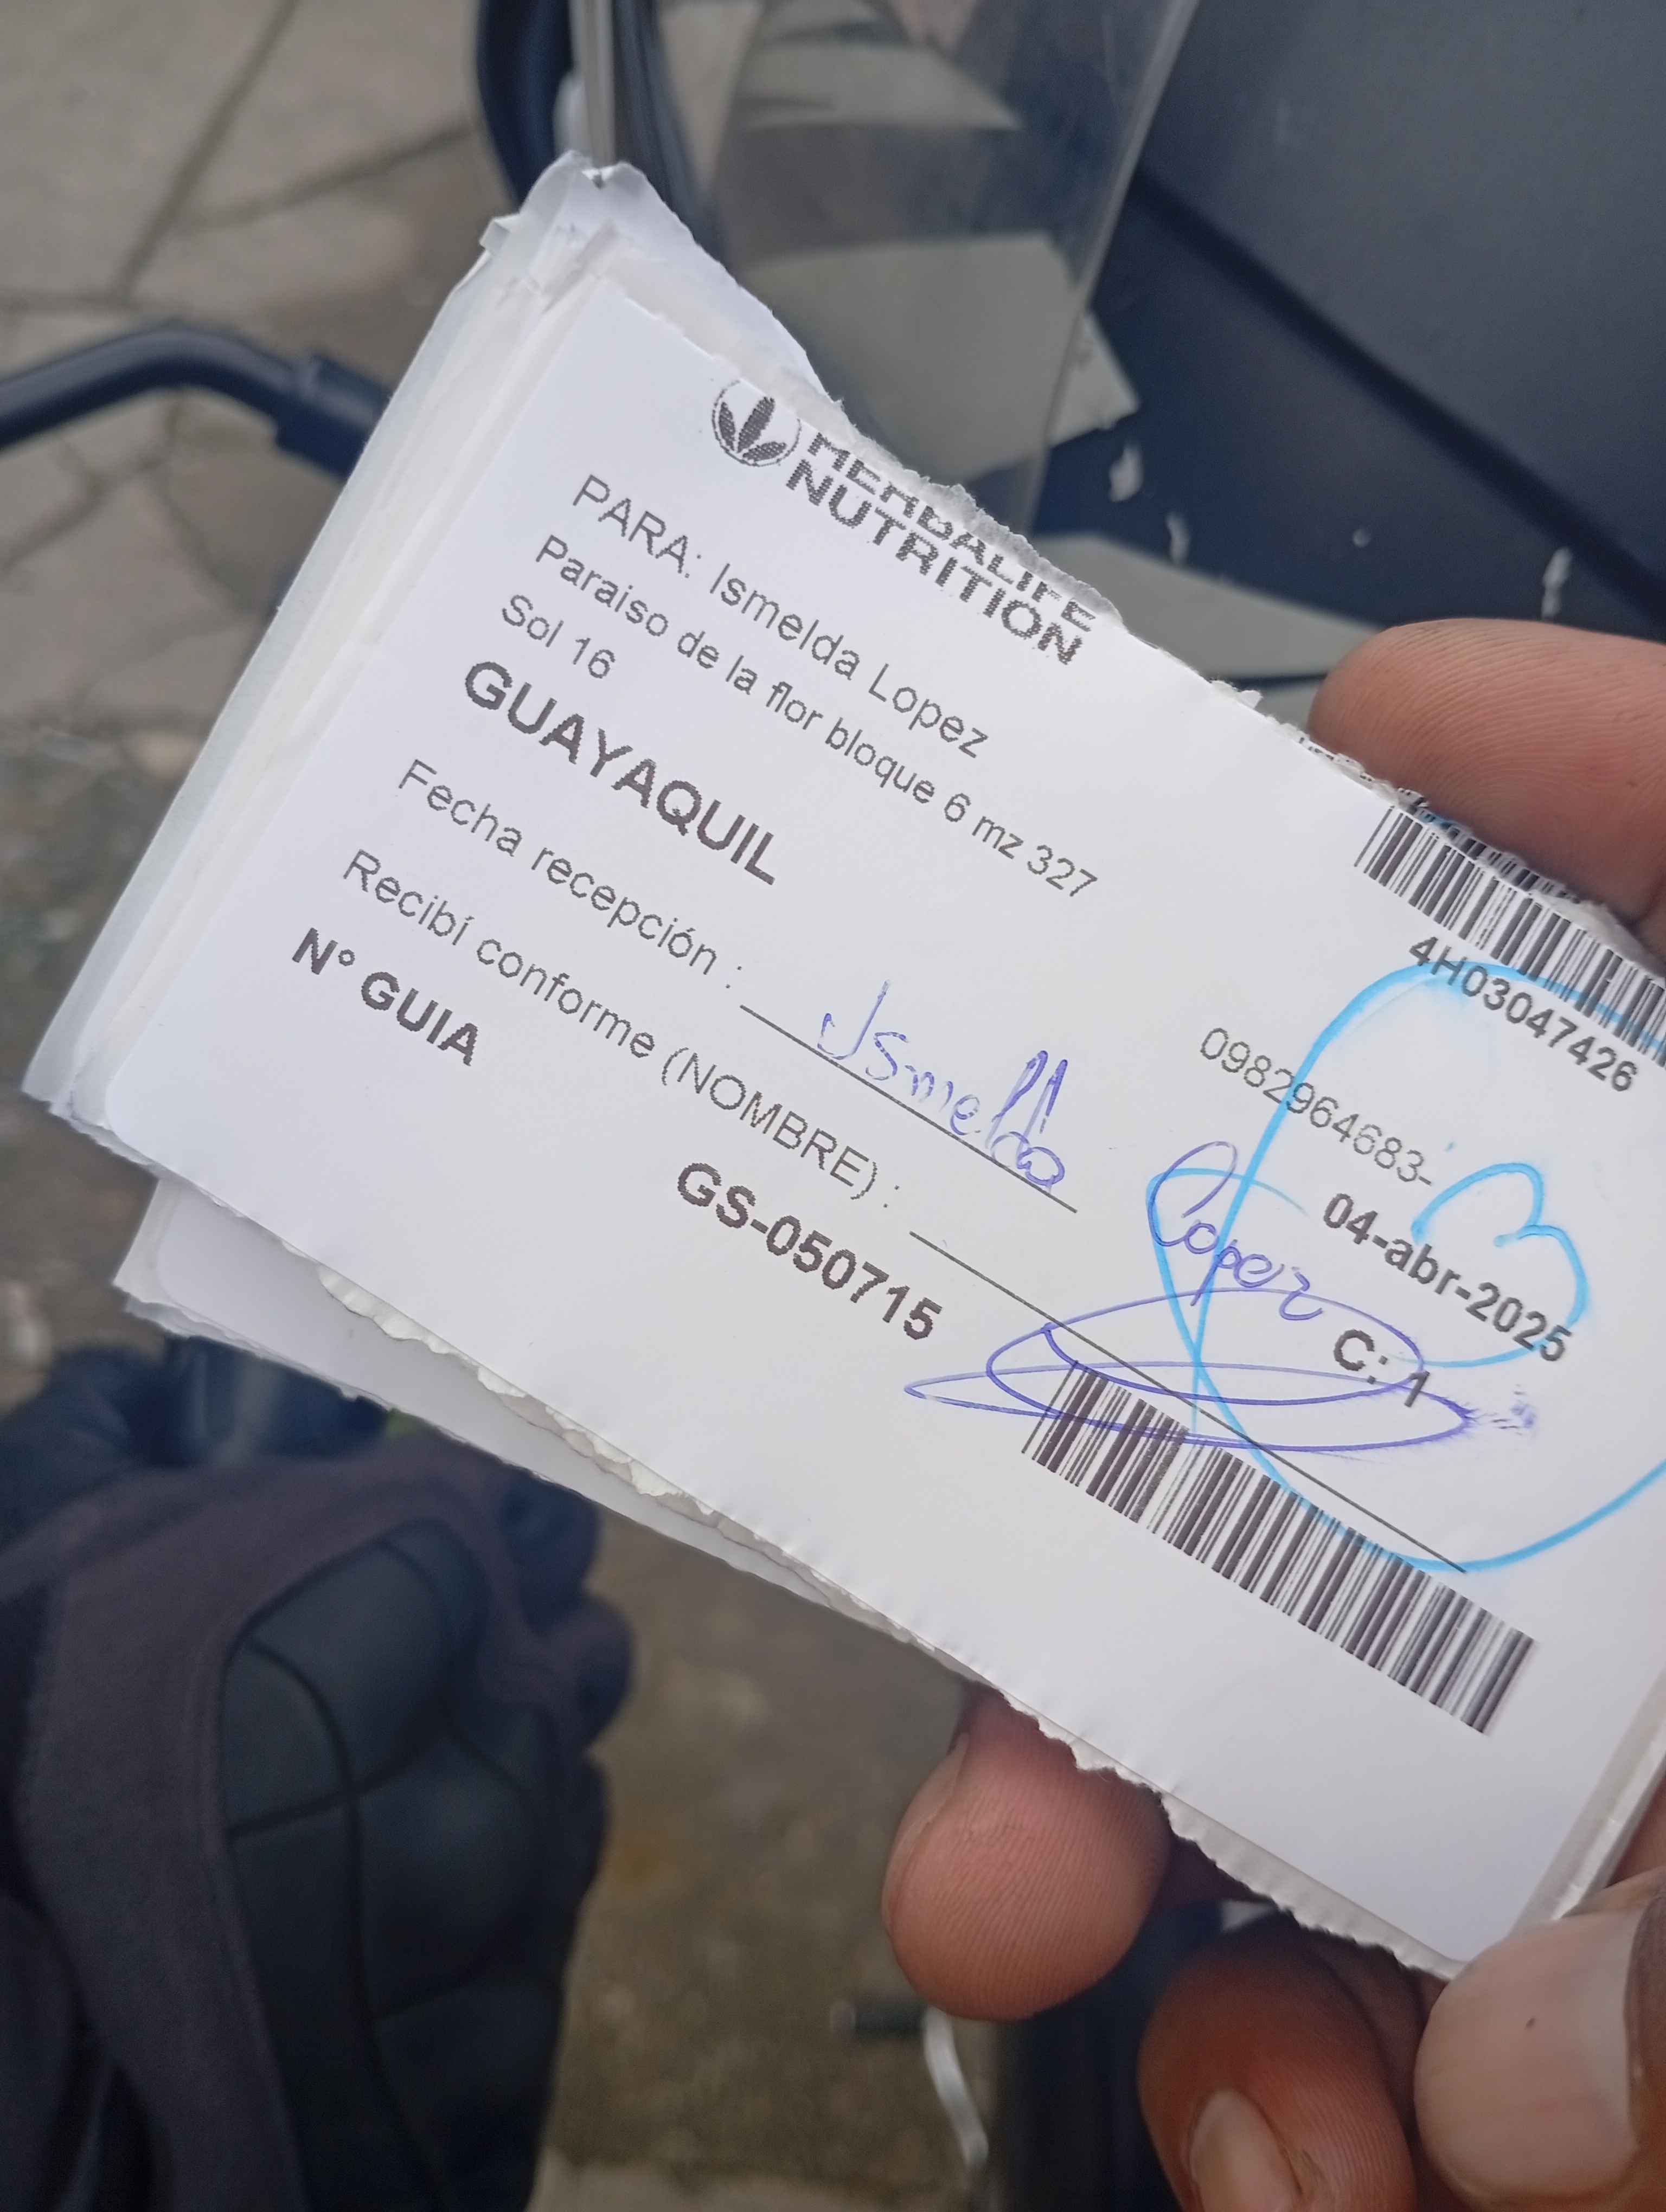 HERBALIFE
NUTRITION
4H03047426
PARA: Ismelda Lopez
Paraiso de la flor bloque 6 mz 327
Sol 16
0982964683-
GUAYAQUIL
04-abr-2025
Fecha recepción : Ismelda Lopez
C: 1
Recibí conforme (NOMBRE) :
N° GUIA GS-050715